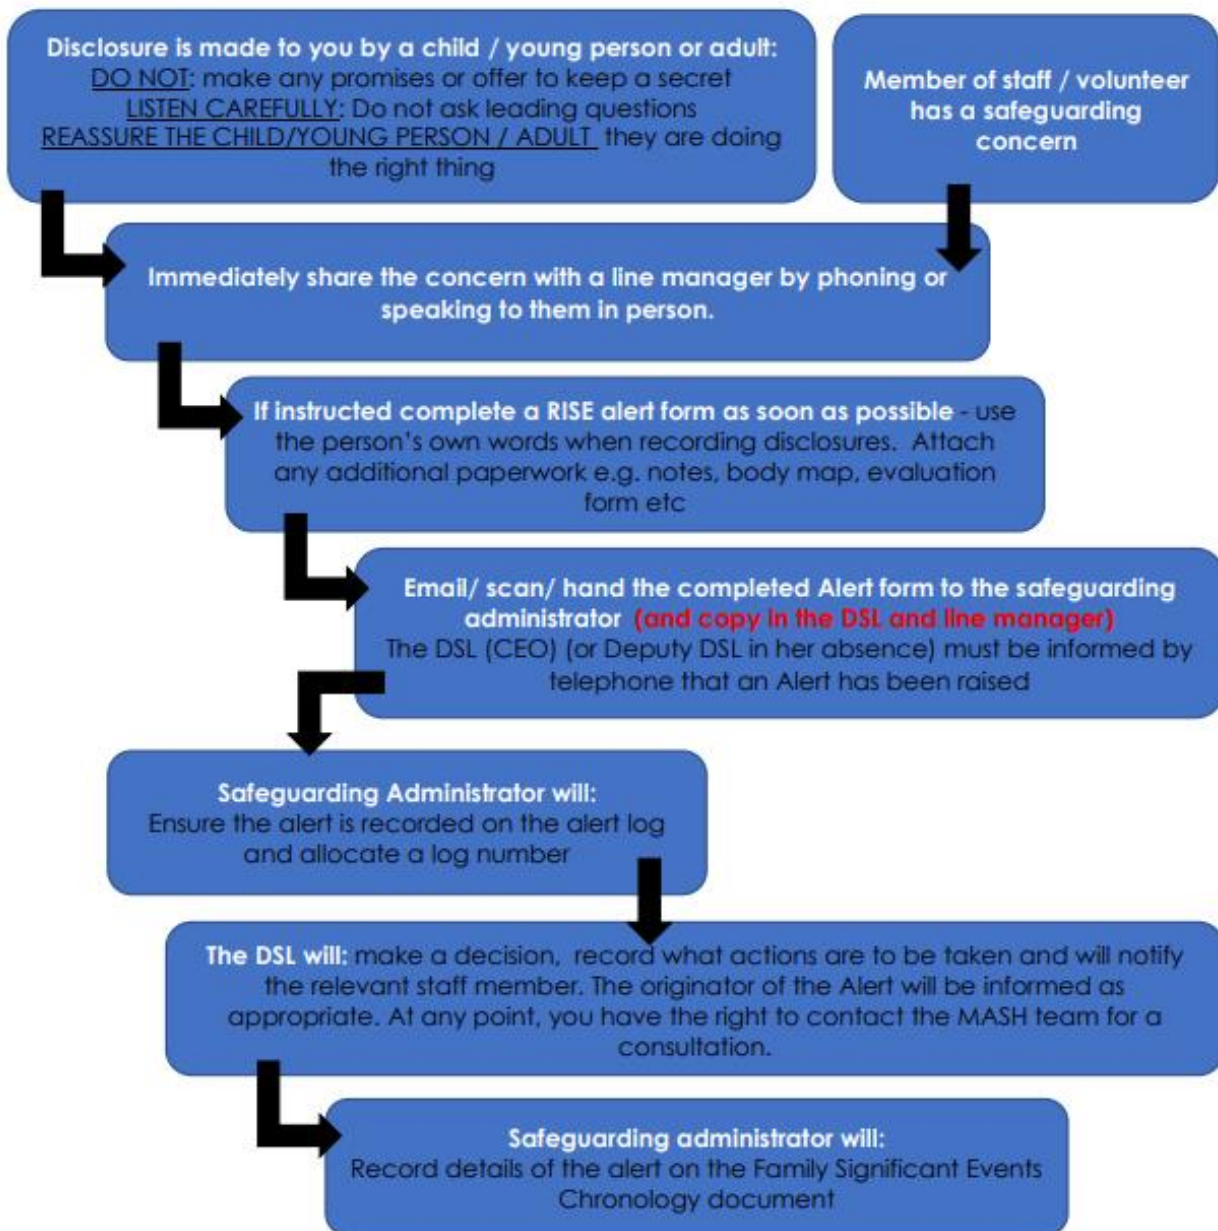 Disclosure is made to you by a child / young person or adult:
DO NOT: make any promises or offer to keep a secret
LISTEN CAREFULLY: Do not ask leading questions
REASSURE THE CHILD/YOUNG PERSON / ADULT they are doing
the right thing
Member of staff / volunteer
has a safeguarding
concern
Immediately share the concern with a line manager by phoning or
speaking to them in person.
If instructed complete a RISE alert form as soon as possible - use
the person's own words when recording disclosures. Attach
any additional paperwork e.g. notes, body map, evaluation
form etc
Email/ scan/ hand the completed Alert form to the safeguarding
administrator (and copy in the DSL and line manager)
The DSL (CEO) (or Deputy DSL in her absence) must be informed by
telephone that an Alert has been raised
Safeguarding Administrator will:
Ensure the alert is recorded on the alert log
and allocate a log number
The DSL will: make a decision, record what actions are to be taken and will notify
the relevant staff member. The originator of the Alert will be informed as
appropriate. At any point, you have the right to contact the MASH team for a
consultation.
Safeguarding administrator will:
Record details of the alert on the Family Significant Events
Chronology document